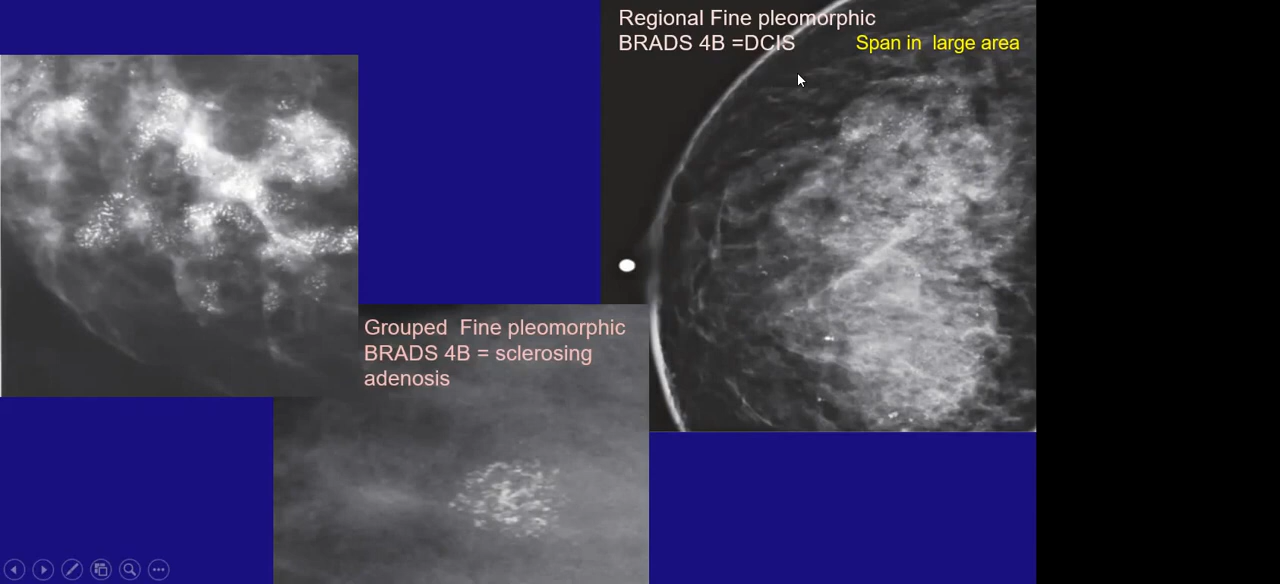 Regional Fine pleomorphic
BRADS 4B =DCIS
Span in large area
Grouped Fine pleomorphic
BRADS 4B = sclerosing
adenosis